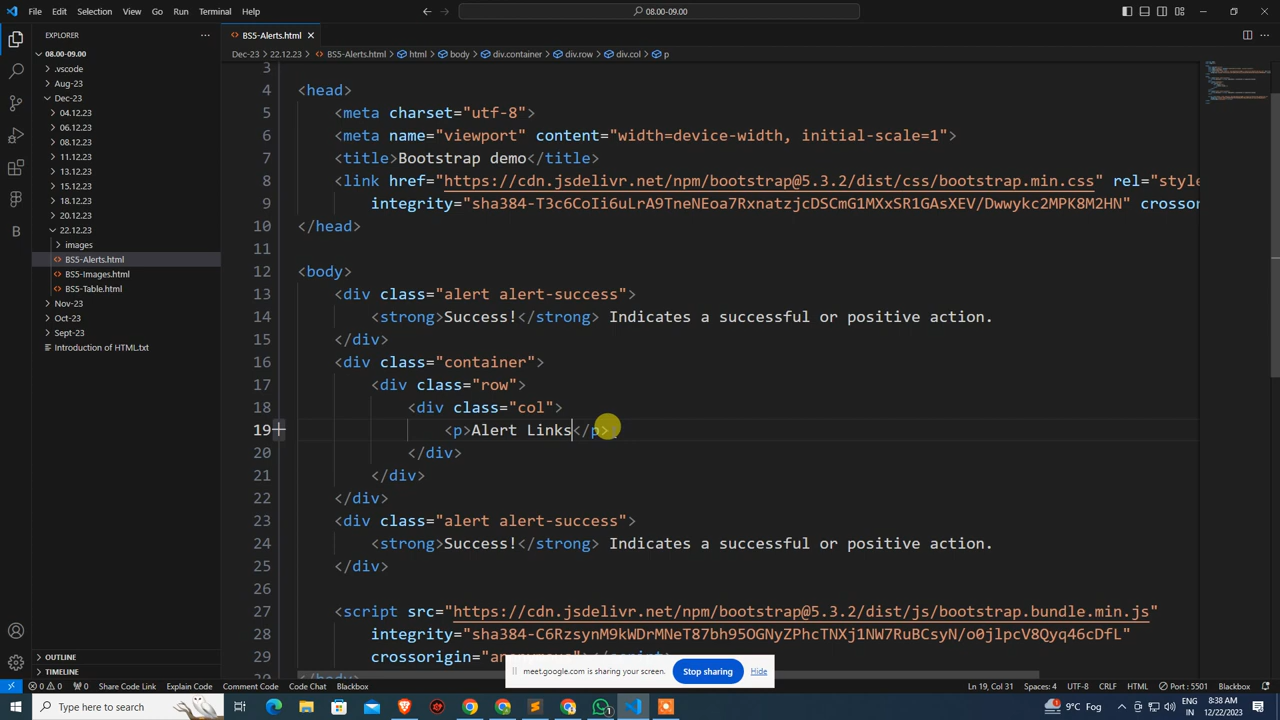 File Edit Selection View Go Run Terminal Help
08.00-09.00
EXPLORER
08.00-09.00
.vscode
Aug-23
Dec-23
04.12.23
06.12.23
08.12.23
11.12.23
13.12.23
15.12.23
18.12.23
20.12.23
22.12.23
images
BS5-Alerts.html
BS5-Images.html
BS5-Table.html
Nov-23
Oct-23
Sept-23
Introduction of HTML.txt
OUTLINE
TIMELINE
BS5-Alerts.html
Dec-23 > 22.12.23 > BS5-Alerts.html > html > body > div.container > div.row > div.col > p
3
4 <head>
5 <meta charset="utf-8">
6 <meta name="viewport" content="width=device-width, initial-scale=1">
7 <title>Bootstrap demo</title>
8 <link href="https://cdn.jsdelivr.net/npm/bootstrap@5.3.2/dist/css/bootstrap.min.css" rel="style
9 integrity="sha384-T3c6CoIi6uLrA9TneNEoa7RxnatzjcDSCmG1MXxSR1GAsXEV/Dwwykc2MPK8M2HN" crossor
10 </head>
11
12 <body>
13 <div class="alert alert-success">
14 <strong>Success!</strong> Indicates a successful or positive action.
15 </div>
16 <div class="container">
17 <div class="row">
18 <div class="col">
19 <p>Alert Links</p>
20 </div>
21 </div>
22 </div>
23 <div class="alert alert-success">
24 <strong>Success!</strong> Indicates a successful or positive action.
25 </div>
26
27 <script src="https://cdn.jsdelivr.net/npm/bootstrap@5.3.2/dist/js/bootstrap.bundle.min.js"
28 integrity="sha384-C6RzsynM9kWDrMNeT87bh95OGNyZPhcTNXj1NW7RuBCsyN/o0jlpcV8Qyq46cDfL"
29 crossorigin="anonymous"></script>
meet.google.com is sharing your screen. Stop sharing Hide
0 0 0 Share Code Link Explain Code Comment Code Code Chat Blackbox Ln 19, Col 31 Spaces: 4 UTF-8 CRLF HTML Port : 5501 Blackbox
Type here to search
9°C Fog
ENG
IN
8:38 AM
12/22/2023